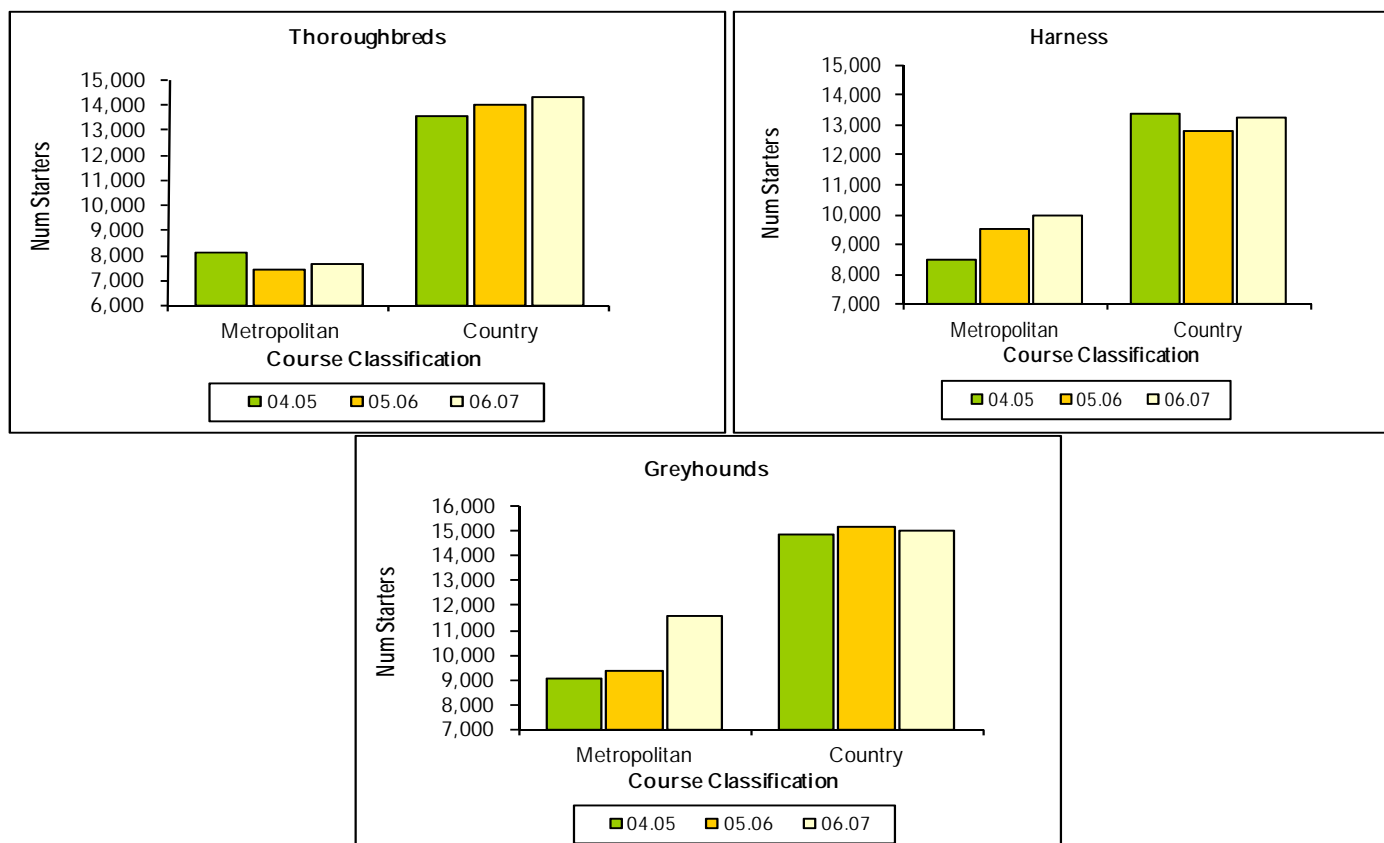 Thoroughbreds
15,000
14,000
13,000
12,000
11,000
10,000
9,000
8,000
7,000
6,000
Num Starters
Metropolitan Country
Course Classification
04.05 05.06 06.07
Harness
15,000
14,000
13,000
12,000
11,000
10,000
9,000
8,000
7,000
Num Starters
Metropolitan Country
Course Classification
04.05 05.06 06.07
Greyhounds
16,000
15,000
14,000
13,000
12,000
11,000
10,000
9,000
8,000
7,000
Num Starters
Metropolitan Country
Course Classification
04.05 05.06 06.07